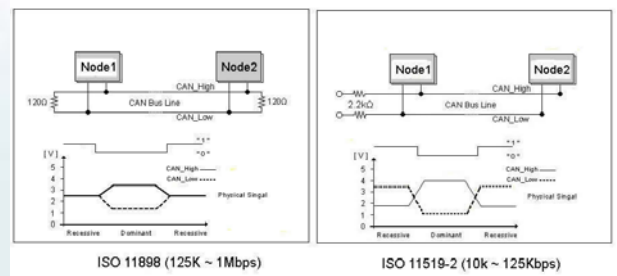 Node1 Node2
CAN_High
120Ω CAN Bus Line 120Ω
CAN_Low
"1"
"0"
[V]
5
4
3
2
1
0
CAN_High
CAN_Low
Physical Singal
Recessive Dominant Recessive
ISO 11898 (125K ~ 1Mbps)
Node1 Node2
CAN_High
2.2kΩ CAN Bus Line
CAN_Low
"1"
"0"
[V]
5
4
3
2
1
0
CAN_High
CAN_Low
Physical Singal
Recessive Dominant Recessive
ISO 11519-2 (10k ~ 125Kbps)